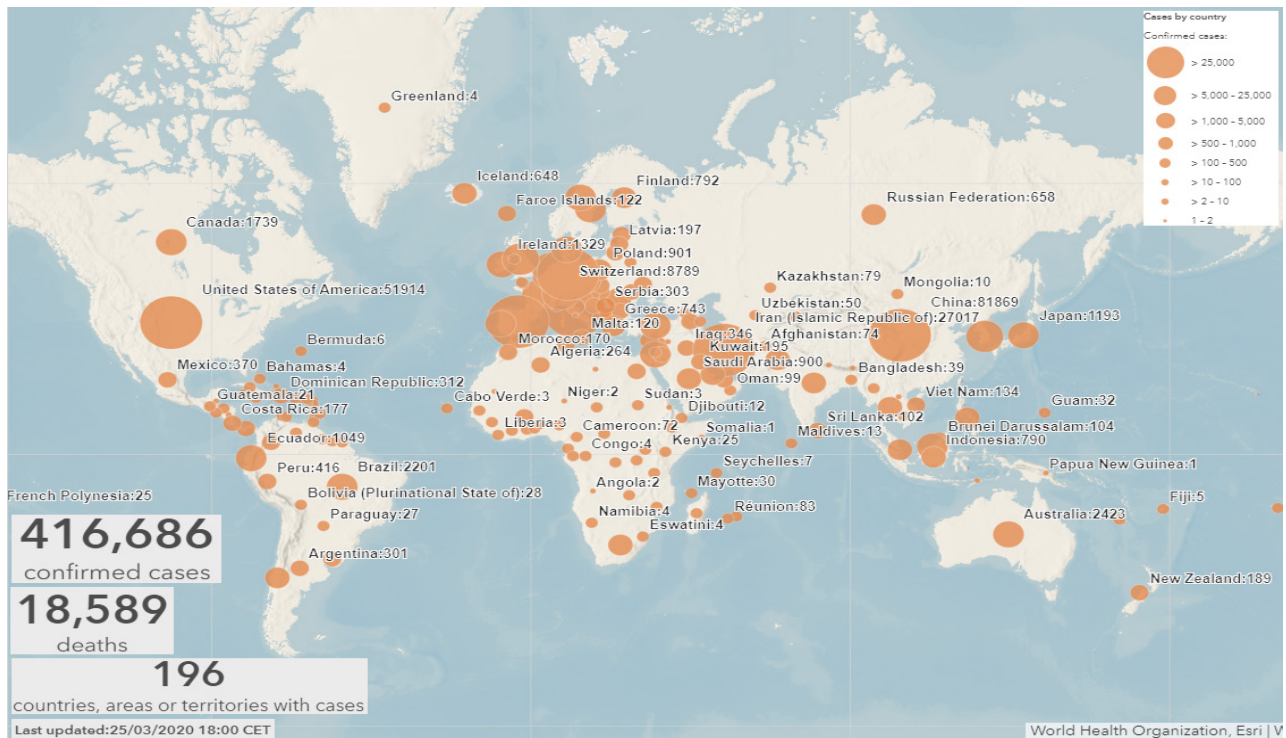 Cases by country
Confirmed cases:
> 25,000
> 5,000 - 25,000
> 1,000 - 5,000
> 500 - 1,000
> 100 - 500
> 10 - 100
> 2 - 10
1 - 2
Greenland:4
Iceland:648
Finland:792
Faroe Islands:122
Russian Federation:658
Canada:1739
Latvia:197
Ireland:1329
Poland:901
Switzerland:8789
Kazakhstan:79
Mongolia:10
United States of America:51914
Serbia:303
Uzbekistan:50
China:81869
Greece:743
Iran (Islamic Republic of):27017
Japan:1193
Malta:120
Bermuda:6
Morocco:170
Iraq:346
Afghanistan:74
Kuwait:195
Algeria:264
Mexico:370
Bahamas:4
Saudi Arabia:900
Bangladesh:39
Dominican Republic:312
Oman:99
Guatemala:21
Cabo Verde:3
Niger:2
Sudan:3
Viet Nam:134
Guam:32
Costa Rica:177
Djibouti:12
Liberia:3
Cameroon:72
Somalia:1
Sri Lanka:102
Maldives:13
Brunei Darussalam:104
Ecuador:1049
Congo:4
Kenya:25
Indonesia:790
Peru:416
Brazil:2201
Seychelles:7
Papua New Guinea:1
Angola:2
Mayotte:30
French Polynesia:25
Bolivia (Plurinational State of):28
Fiji:5
Paraguay:27
Namibia:4
Réunion:83
Eswatini:4
Australia:2423
Argentina:301
New Zealand:189
416,686
confirmed cases
18,589
deaths
196
countries, areas or territories with cases
Last updated:25/03/2020 18:00 CET
World Health Organization, Esri |